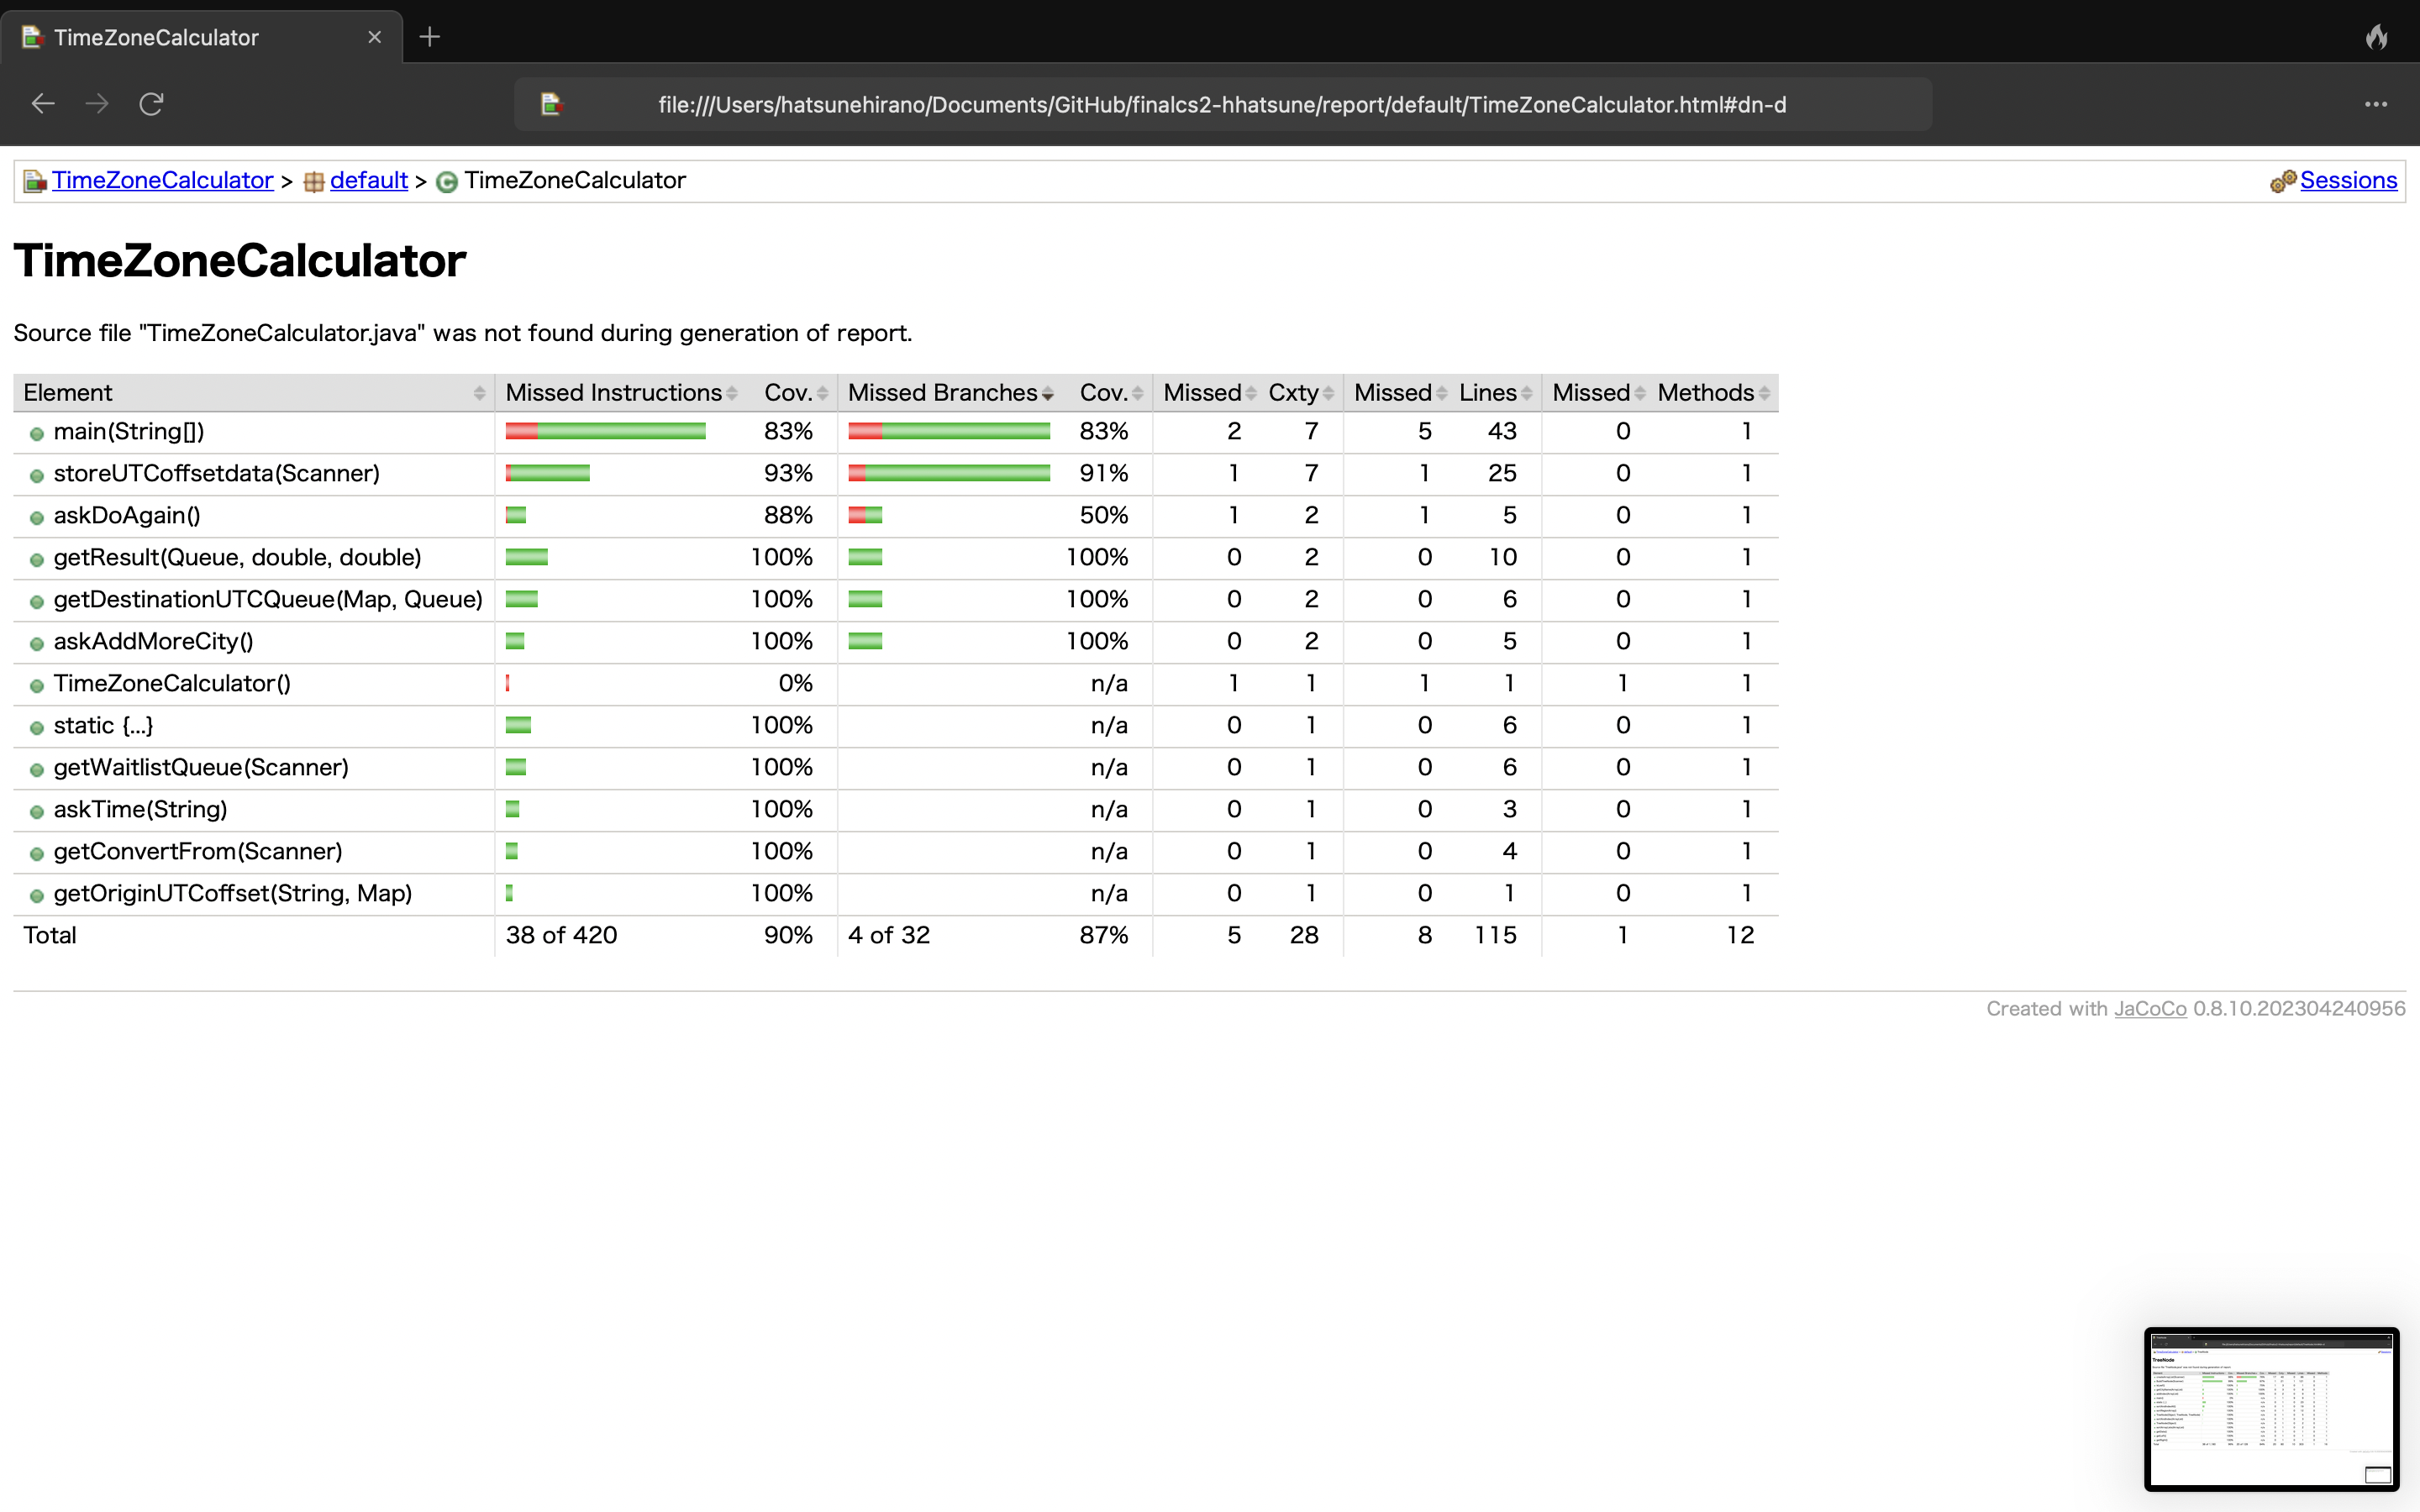 TimeZoneCalculator
file:///Users/hatsunehirano/Documents/GitHub/finalcs2-hhatsune/report/default/TimeZoneCalculator.html#dn-d
TimeZoneCalculator > default > TimeZoneCalculator Sessions
TimeZoneCalculator
Source file "TimeZoneCalculator.java" was not found during generation of report.
Element Missed Instructions Cov. Missed Branches Cov. Missed Cxty Missed Lines Missed Methods
main(String[]) 83% 83% 2 7 5 43 0 1
storeUTCoffsetdata(Scanner) 93% 91% 1 7 1 25 0 1
askDoAgain() 88% 50% 1 2 1 5 0 1
getResult(Queue, double, double) 100% 100% 0 2 0 10 0 1
getDestinationUTCQueue(Map, Queue) 100% 100% 0 2 0 6 0 1
askAddMoreCity() 100% 100% 0 2 0 5 0 1
TimeZoneCalculator() 0% n/a 1 1 1 1 1 1
static {...} 100% n/a 0 1 0 6 0 1
getWaitlistQueue(Scanner) 100% n/a 0 1 0 6 0 1
askTime(String) 100% n/a 0 1 0 3 0 1
getConvertFrom(Scanner) 100% n/a 0 1 0 4 0 1
getOriginUTCoffset(String, Map) 100% n/a 0 1 0 1 0 1
Total 38 of 420 90% 4 of 32 87% 5 28 8 115 1 12
Created with JaCoCo 0.8.10.202304240956
TreeNode